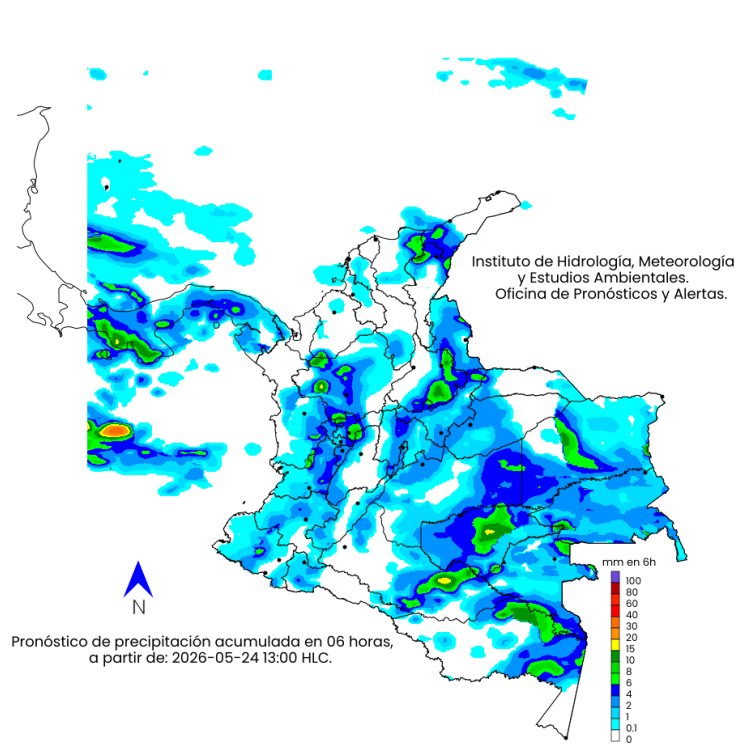 Instituto de Hidrología, Meteorología
y Estudios Ambientales.
Oficina de Pronósticos y Alertas.
mm en 6h
100
80
60
40
30
20
15
10
8
6
4
2
1
0.1
0
N
Pronóstico de precipitación acumulada en 06 horas,
a partir de: 2026-05-24 13:00 HLC.